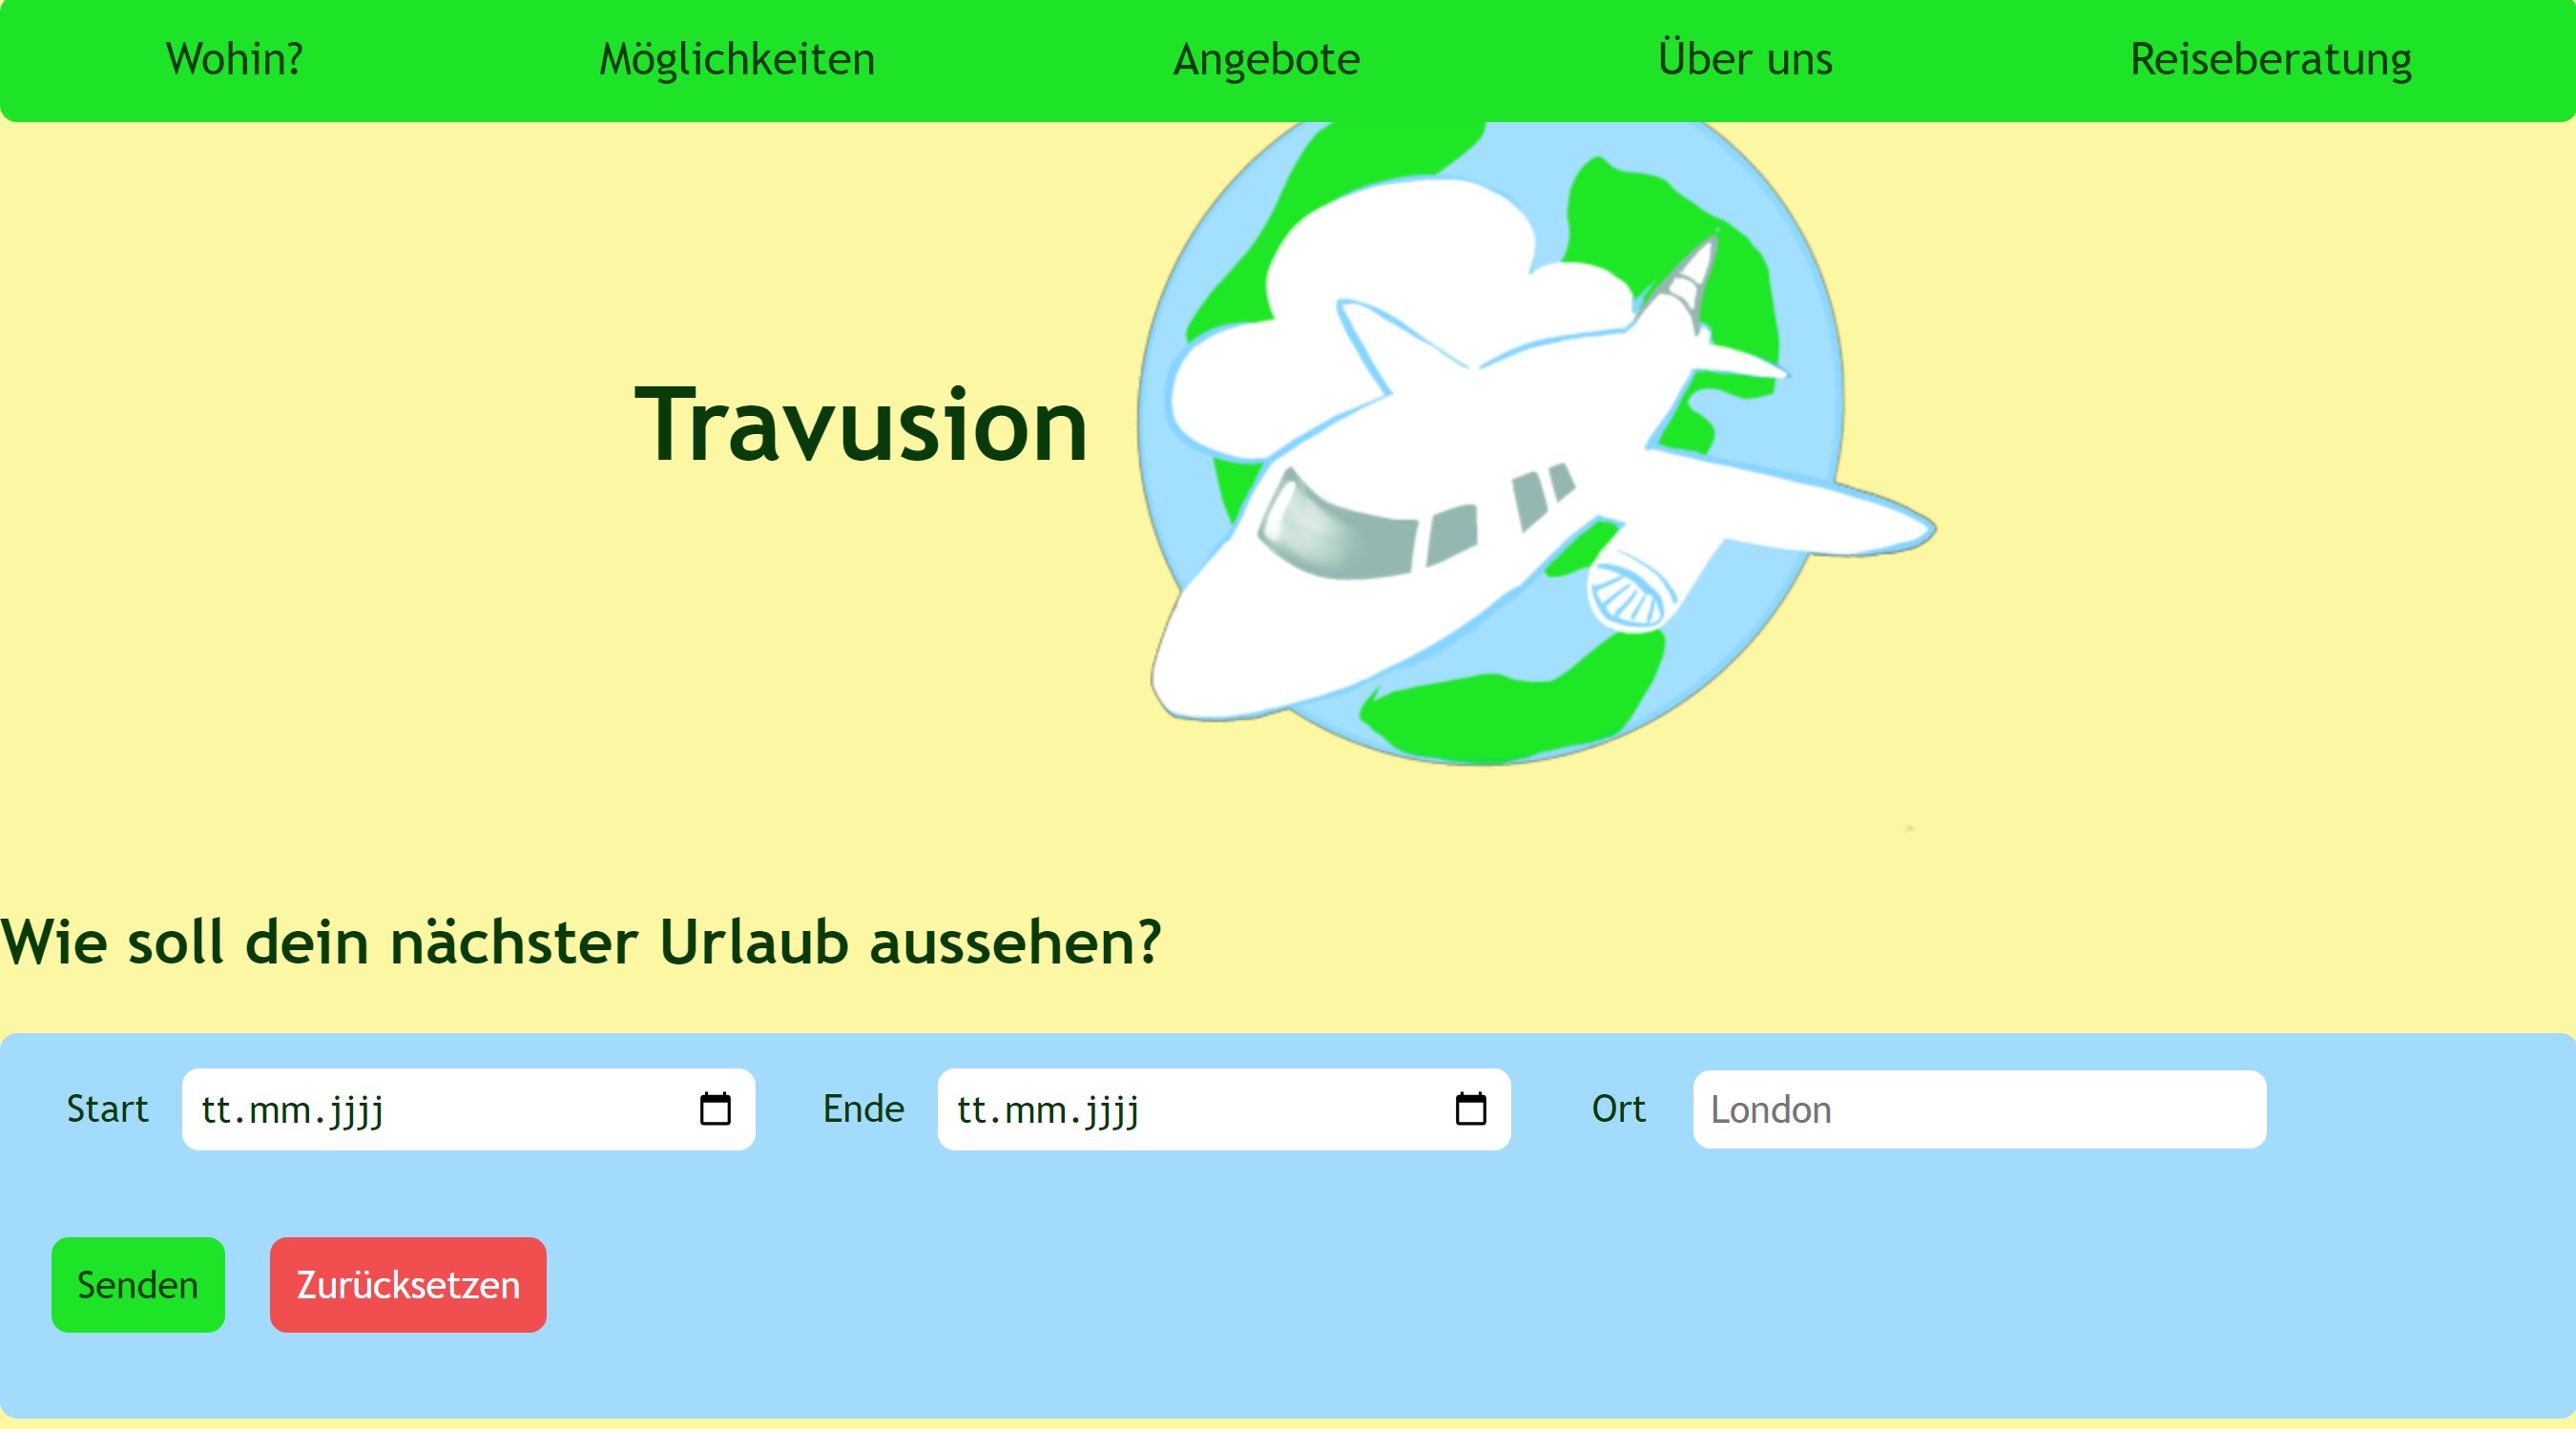 Wohin? Möglichkeiten Angebote Über uns Reiseberatung
Travusion
Wie soll dein nächster Urlaub aussehen?
Start tt.mm.jjjj Ende tt.mm.jjjj Ort London
Senden Zurücksetzen